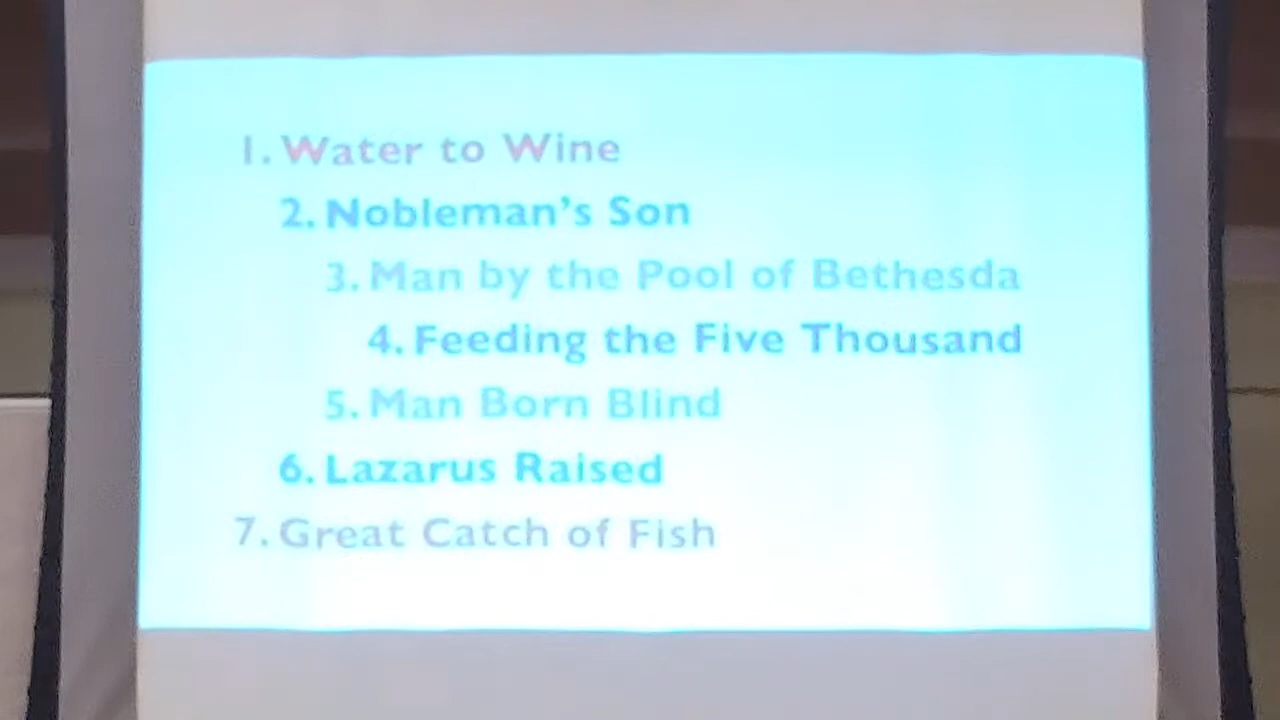 1. Water to Wine
2. Nobleman's Son
3. Man by the Pool of Bethesda
4. Feeding the Five Thousand
5. Man Born Blind
6. Lazarus Raised
7. Great Catch of Fish